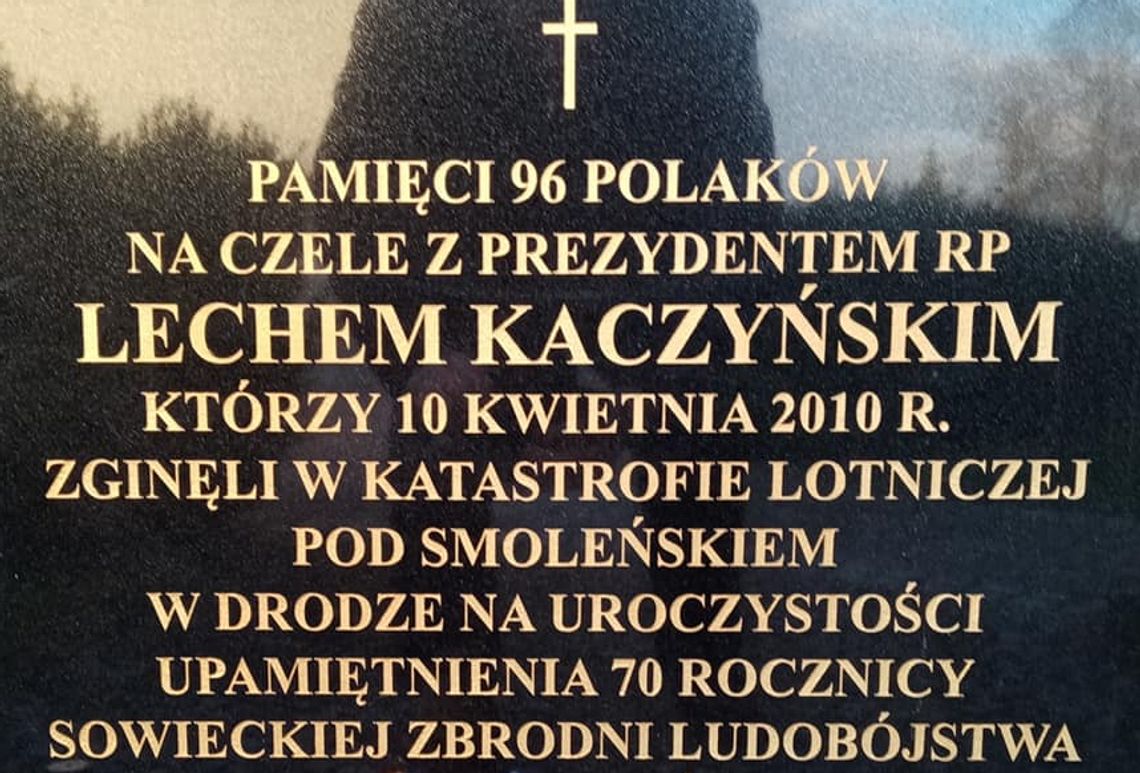 PAMIĘCI 96 POLAKÓW
NA CZELE Z PREZYDENTEM RP
LECHEM KACZYŃSKIM
KTÓRZY 10 KWIETNIA 2010 R.
ZGINĘLI W KATASTROFIE LOTNICZEJ
POD SMOLEŃSKIEM
W DRODZE NA UROCZYSTOŚCI
UPAMIĘTNIENIA 70 ROCZNICY
SOWIECKIEJ ZBRODNI LUDOBÓJSTWA